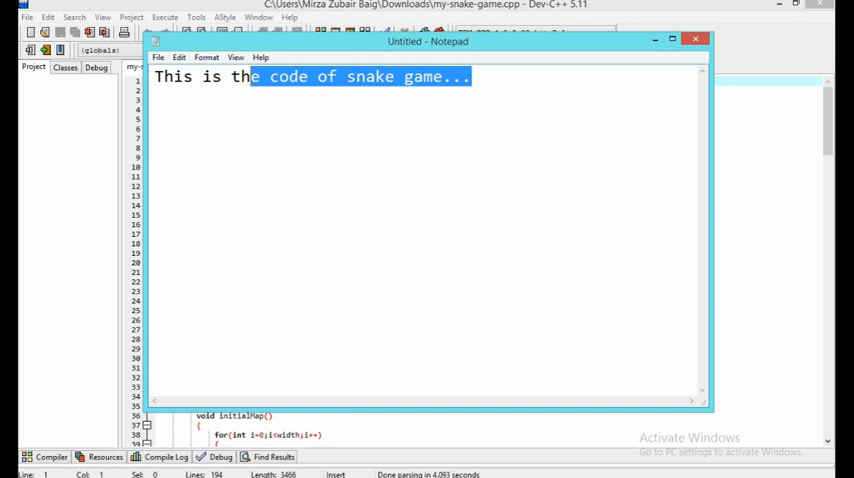 C:\Users\Mirza Zubair Baig\Downloads\my-snake-game.cpp - Dev-C++ 5.11
File Edit Search View Project Execute Tools AStyle Window Help
(globals)
Project Classes Debug
Untitled - Notepad
File Edit Format View Help
This is the code of snake game...
1
2
3
4
5
6
7
8
9
10
11
12
13
14
15
16
17
18
19
20
21
22
23
24
25
26
27
28
29
30
31
32
33
34
35
36 void initialMap()
37 {
38 for(int i=0;i<width;i++)
39 {
Activate Windows
Go to PC settings to activate Windows.
Compiler Resources Compile Log Debug Find Results
Line: 1 Col: 1 Sel: 0 Lines: 194 Length: 3466 Insert Done parsing in 4.093 seconds